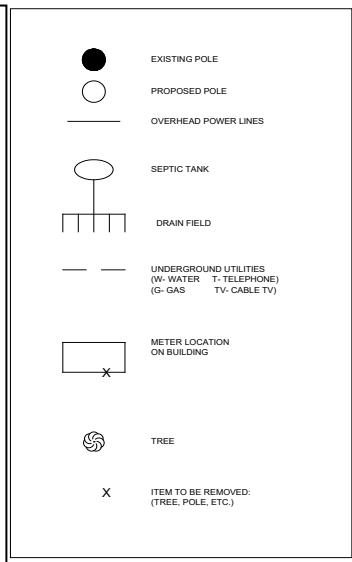 EXISTING POLE
PROPOSED POLE
OVERHEAD POWER LINES
SEPTIC TANK
DRAIN FIELD
UNDERGROUND UTILITIES
(W- WATER T- TELEPHONE)
(G- GAS TV- CABLE TV)
METER LOCATION
ON BUILDING
X
TREE
X ITEM TO BE REMOVED:
(TREE, POLE, ETC.)